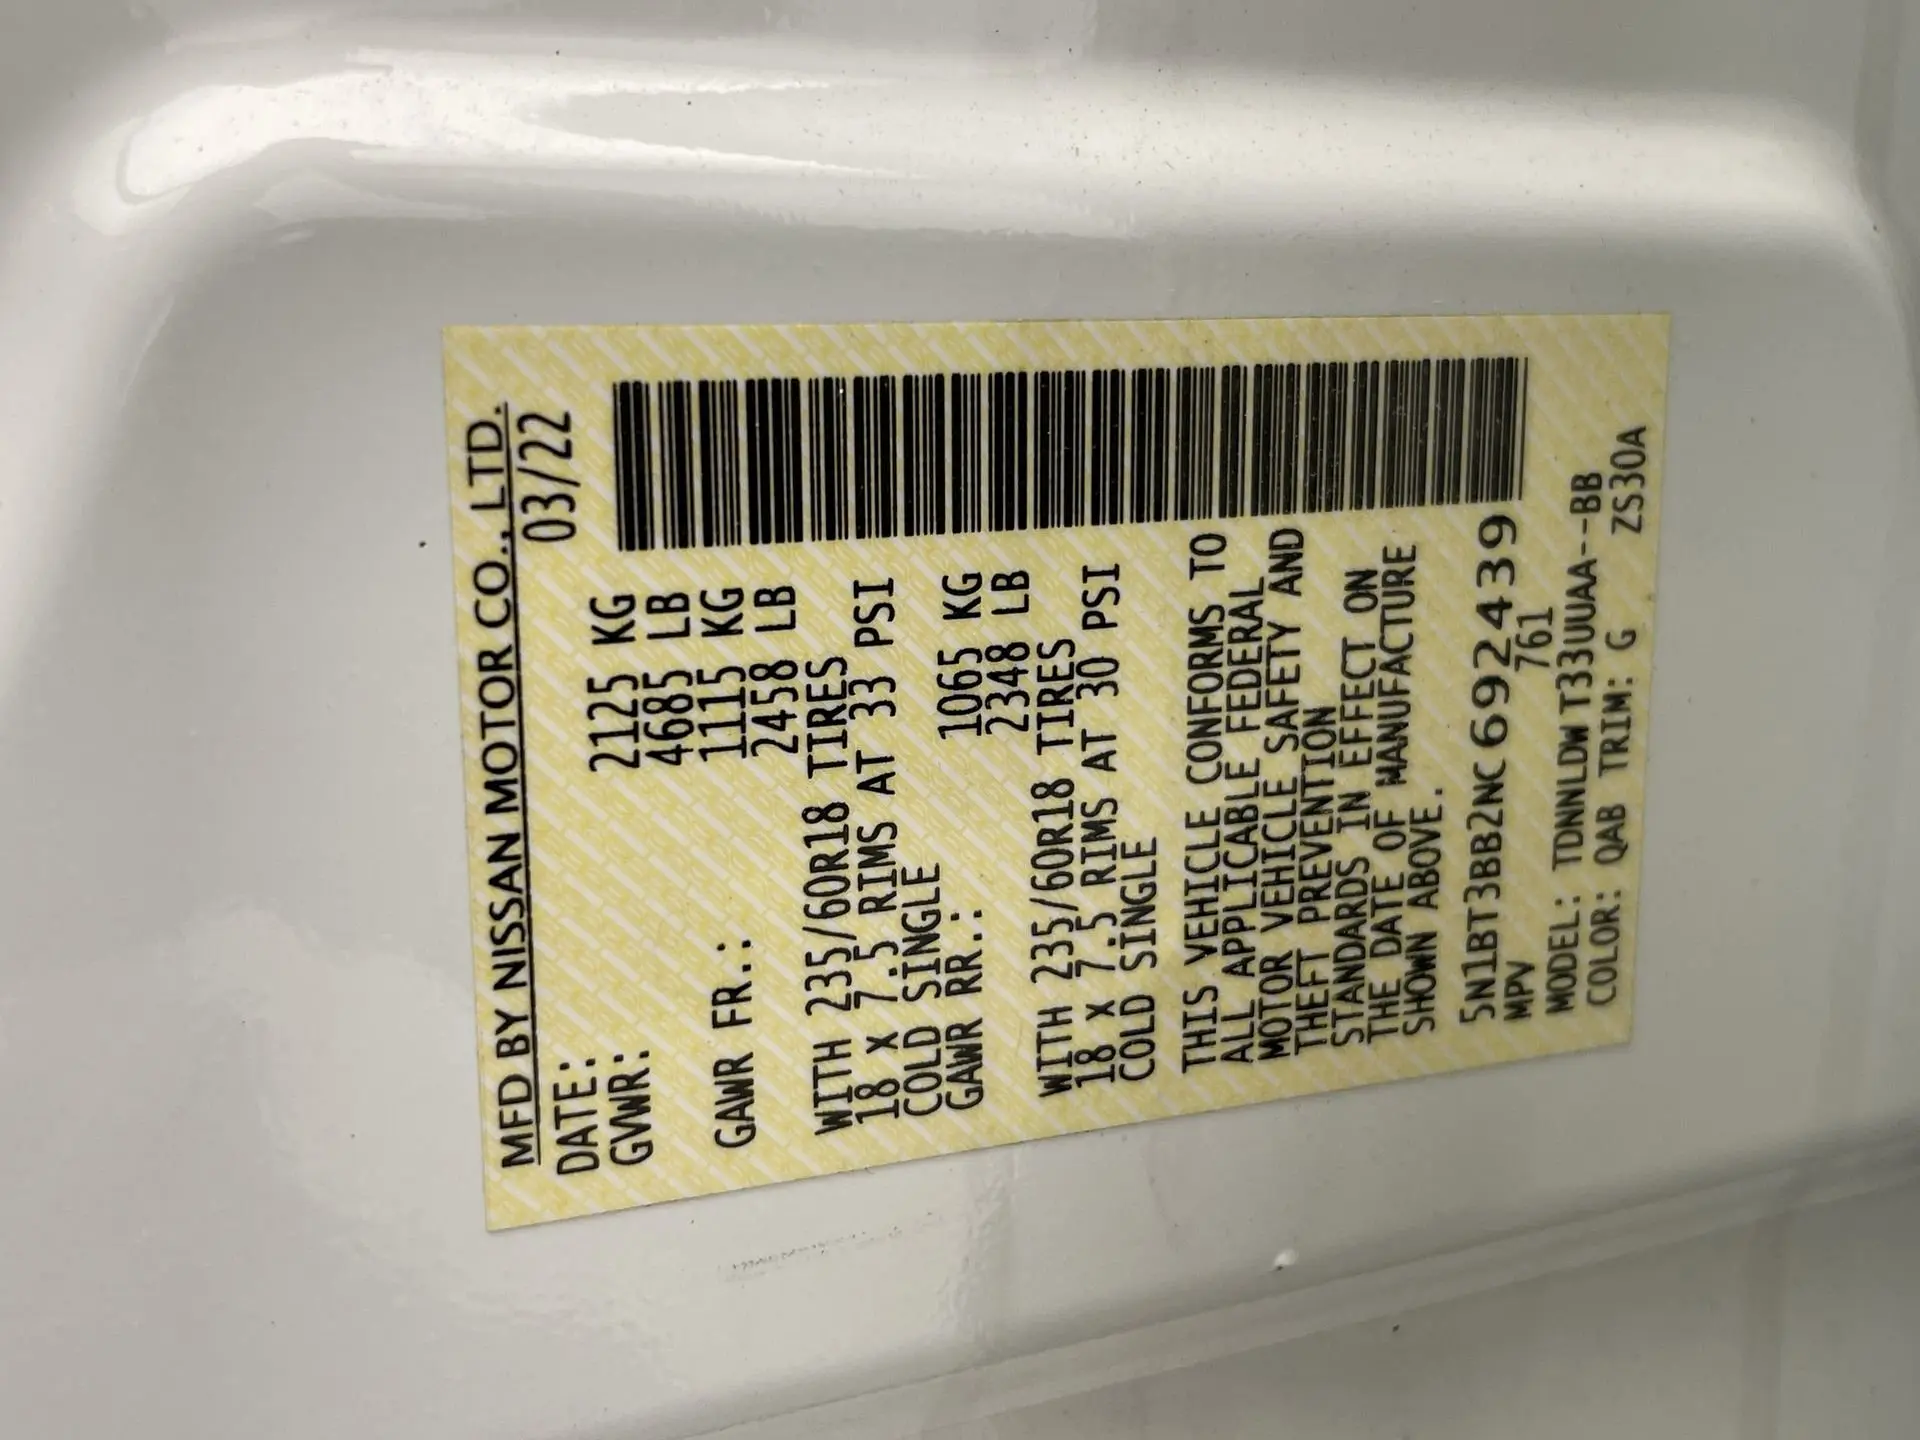 MFD BY NISSAN MOTOR CO., LTD.
DATE: 03/22
GVWR: 2125 KG
4685 LB
GAWR FR.: 1115 KG
2458 LB
WITH 235/60R18 TIRES
18 X 7.5 RIMS AT 33 PSI
COLD SINGLE
GAWR RR.: 1065 KG
2348 LB
WITH 235/60R18 TIRES
18 X 7.5 RIMS AT 30 PSI
COLD SINGLE
THIS VEHICLE CONFORMS TO
ALL APPLICABLE FEDERAL
MOTOR VEHICLE SAFETY AND
THEFT PREVENTION
STANDARDS IN EFFECT ON
THE DATE OF MANUFACTURE
SHOWN ABOVE.
5N1BT3BB2NC692439
MPV 761
MODEL: TDNNLDWT33UUAA--BB
COLOR: QAB TRIM: G ZS30A